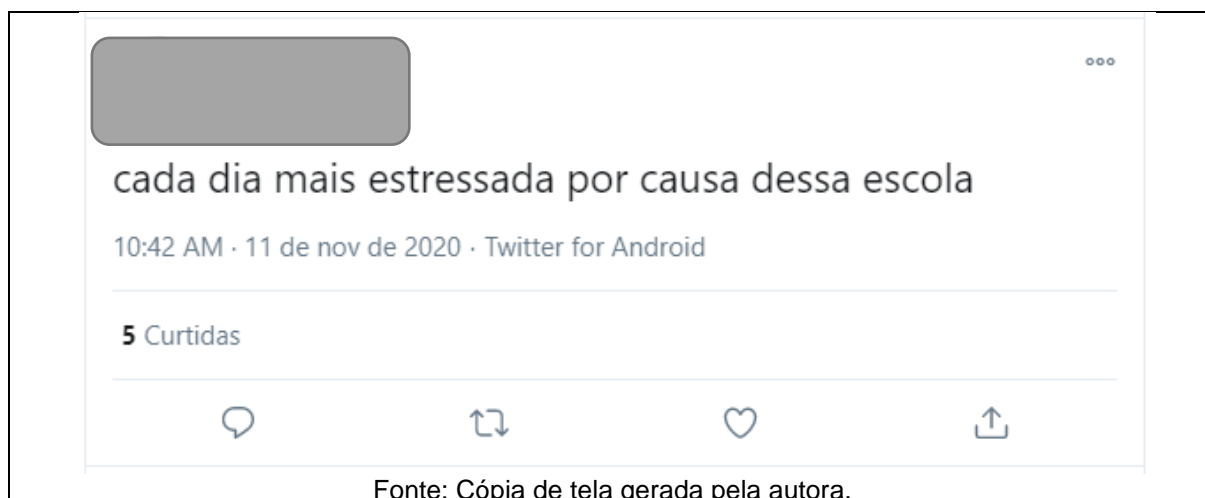 cada dia mais estressada por causa dessa escola
10:42 AM · 11 de nov de 2020 · Twitter for Android
5 Curtidas
Fonte: Cópia de tela gerada pela autora.